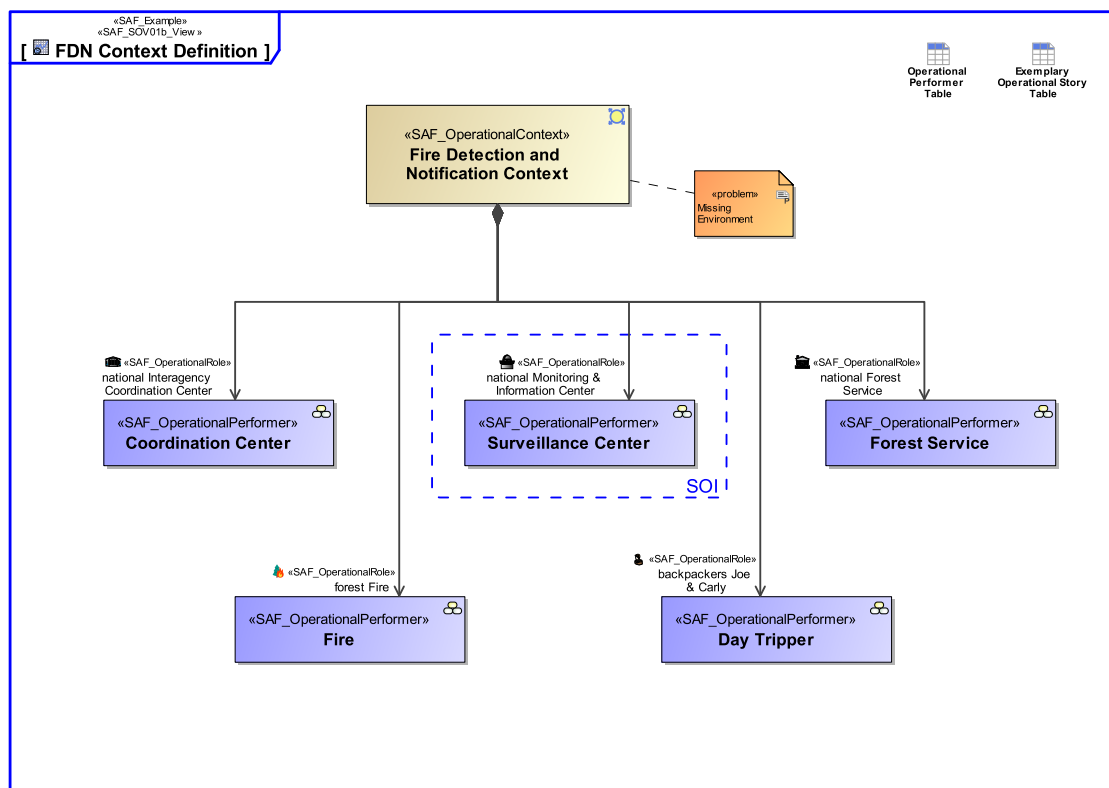 «SAF_Example»
«SAF_SOV01b_View »
[ FDN Context Definition ]
Operational
Performer
Table
Exemplary
Operational Story
Table
«SAF_OperationalContext»
Fire Detection and
Notification Context
«problem»
Missing
Environment
«SAF_OperationalRole»
national Interagency
Coordination Center
«SAF_OperationalPerformer»
Coordination Center
«SAF_OperationalRole»
national Monitoring &
Information Center
«SAF_OperationalPerformer»
Surveillance Center
SOI
«SAF_OperationalRole»
national Forest
Service
«SAF_OperationalPerformer»
Forest Service
«SAF_OperationalRole»
forest Fire
«SAF_OperationalPerformer»
Fire
«SAF_OperationalRole»
backpackers Joe
& Carly
«SAF_OperationalPerformer»
Day Tripper